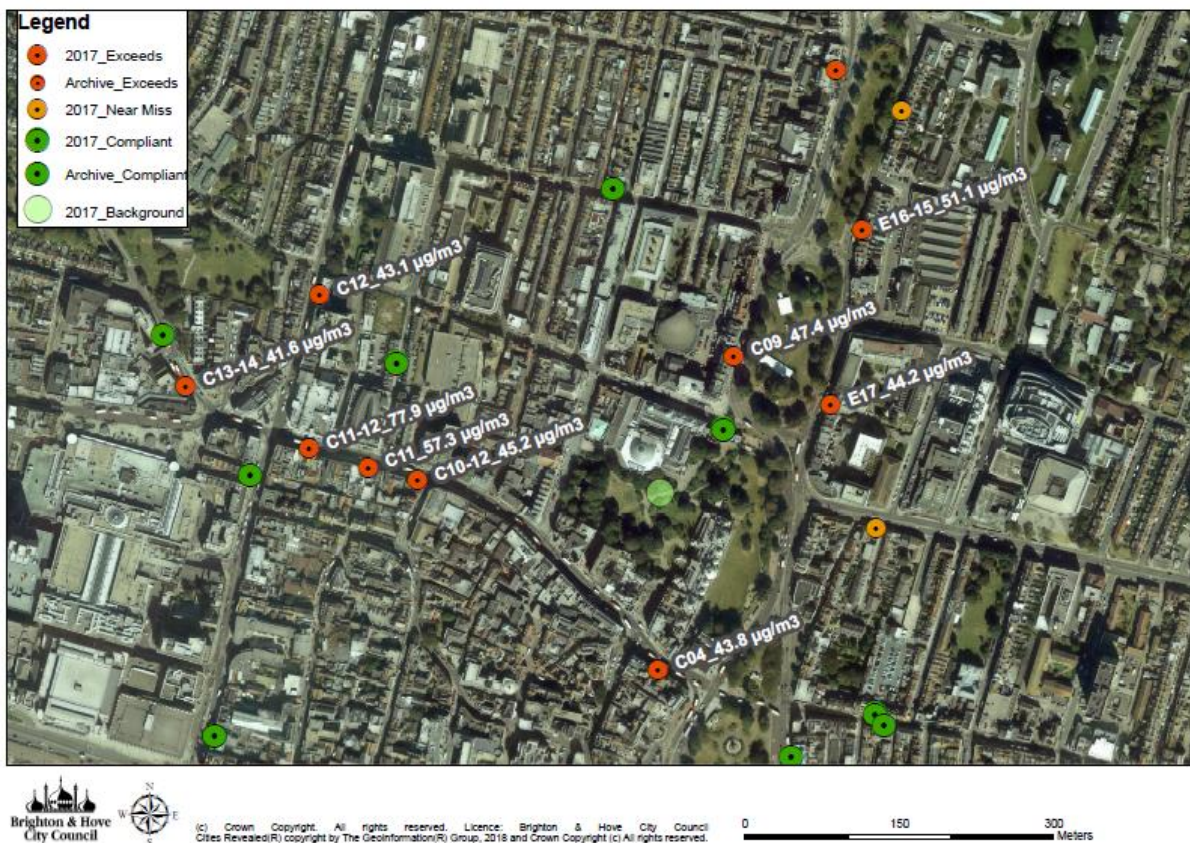 Legend
2017_Exceeds
Archive_Exceeds
2017_Near Miss
2017_Compliant
Archive_Compliant
2017_Background
E16-15_51.1 µg/m3
C12_43.1 µg/m3
C09_47.4 µg/m3
C13-14_41.6 µg/m3
E17_44.2 µg/m3
C11-12_77.9 µg/m3
C11_57.3 µg/m3
C10-12_45.2 µg/m3
C04_43.8 µg/m3
Brighton & Hove
City Council
N
W
E
S
(c) Crown Copyright. All rights reserved. Licence: Brighton & Hove City Council
Cities Revealed(R) copyright by The GeoInformation(R) Group, 2018 and Crown Copyright (c) All rights reserved.
0 150 300
Meters